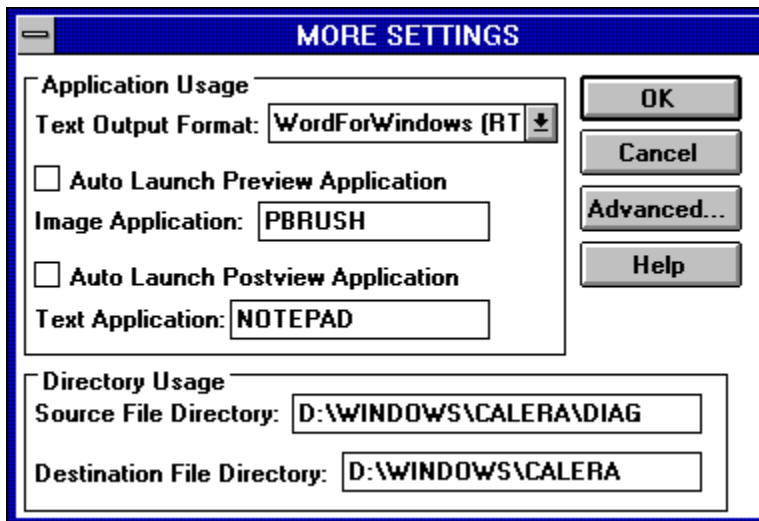 MORE SETTINGS
Application Usage
Text Output Format: WordForWindows (RT
Auto Launch Preview Application
Image Application: PBRUSH
Auto Launch Postview Application
Text Application: NOTEPAD
OK
Cancel
Advanced...
Help
Directory Usage
Source File Directory: D:\WINDOWS\CALERA\DIAG
Destination File Directory: D:\WINDOWS\CALERA